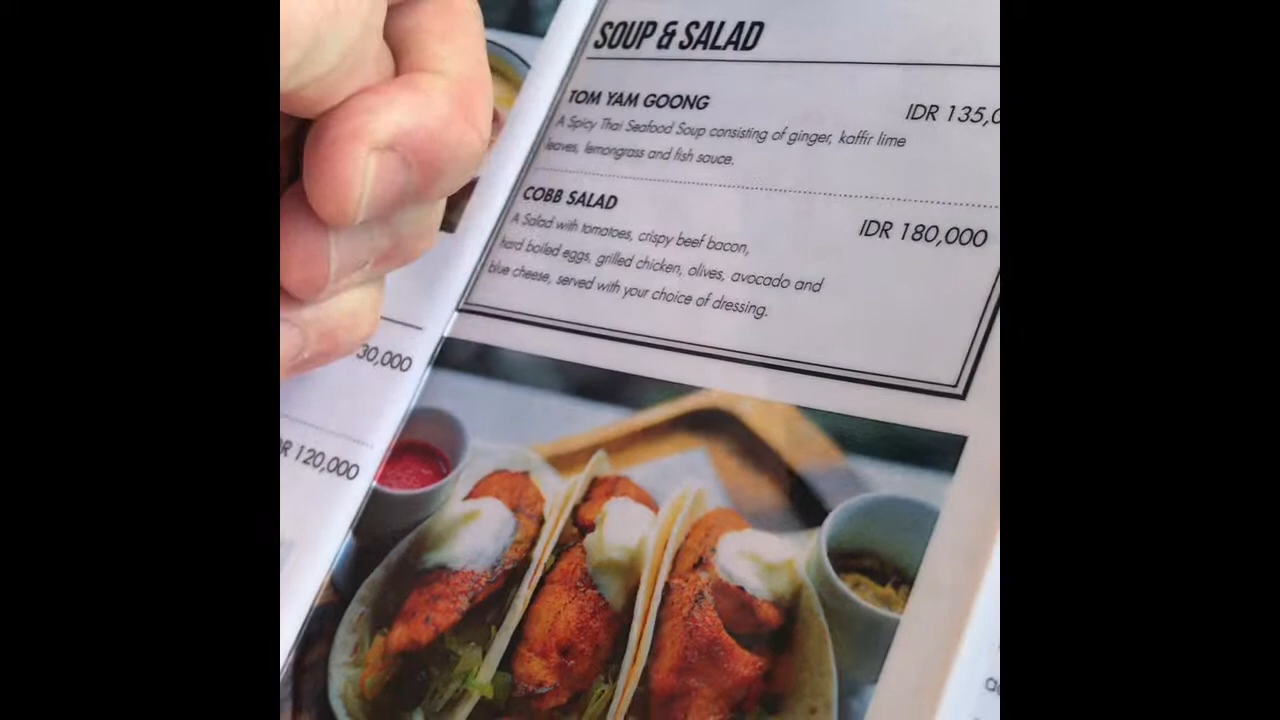 SOUP & SALAD
TOM YAM GOONG
IDR 135,0
A Spicy Thai Seafood Soup consisting of ginger, kaffir lime
leaves, lemongrass and fish sauce.
COBB SALAD
IDR 180,000
A Salad with tomatoes, crispy beef bacon,
hard boiled eggs, grilled chicken, olives, avocado and
blue cheese, served with your choice of dressing.
30,000
R 120,000